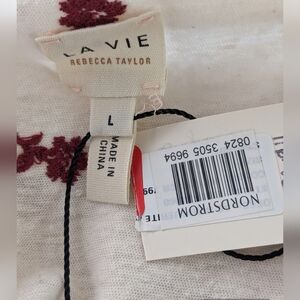 LA VIE
REBECCA TAYLOR
L
MADE IN
CHINA
0824 3505 9694
NORDSTROM